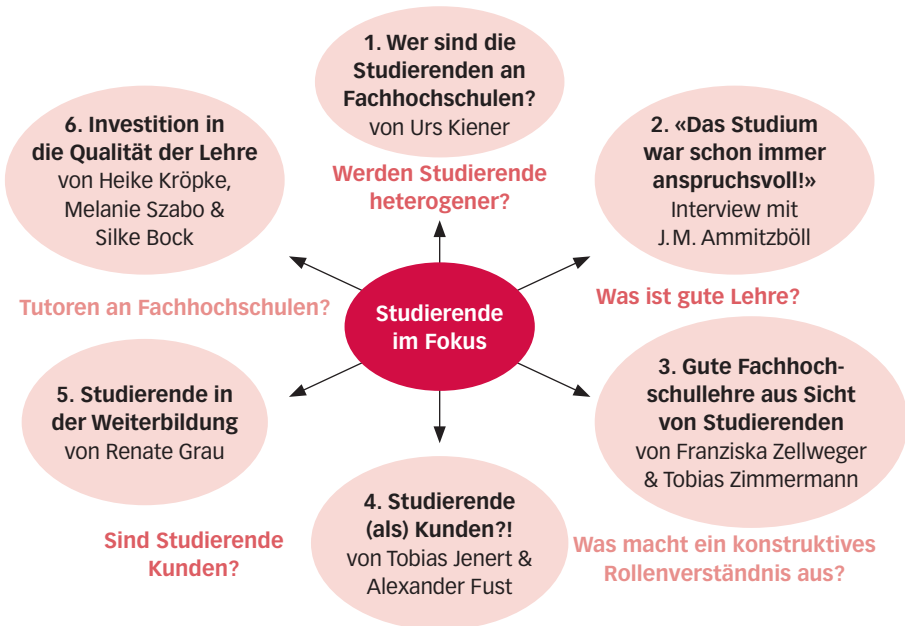 1. Wer sind die
Studierenden an
Fachhochschulen?
von Urs Kiener
Werden Studierende
heterogener?
2. «Das Studium
war schon immer
anspruchsvoll!»
Interview mit
J.M. Ammitzböll
Was ist gute Lehre?
3. Gute Fachhoch-
schullehre aus Sicht
von Studierenden
von Franziska Zellweger
& Tobias Zimmermann
Was macht ein konstruktives
Rollenverständnis aus?
4. Studierende
(als) Kunden?!
von Tobias Jenert &
Alexander Fust
Sind Studierende
Kunden?
5. Studierende in
der Weiterbildung
von Renate Grau
Tutoren an Fachhochschulen?
6. Investition in
die Qualität der Lehre
von Heike Kröpke,
Melanie Szabo &
Silke Bock
Studierende
im Fokus